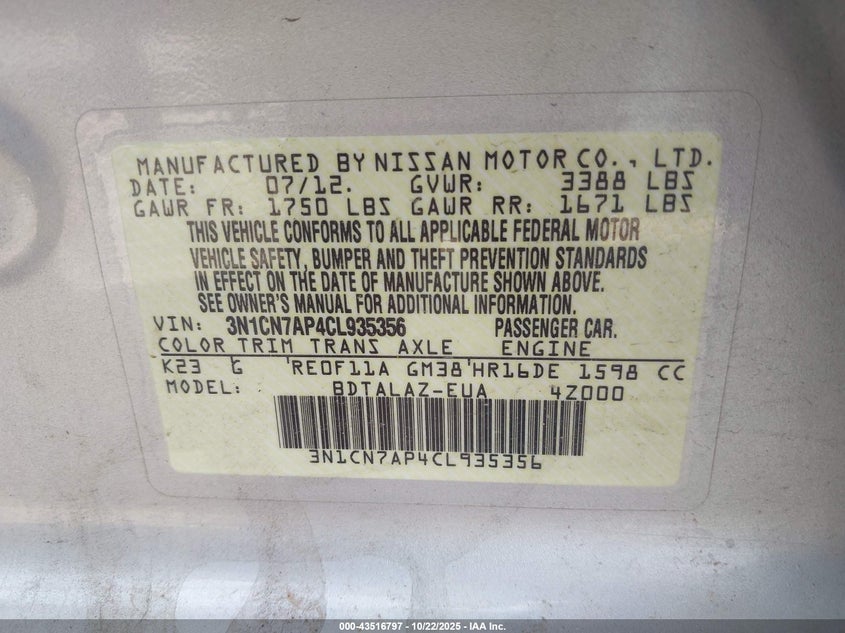 MANUFACTURED BY NISSAN MOTOR CO., LTD.
DATE: 07/12. GVWR: 3388 LBS
GAWR FR: 1750 LBS GAWR RR: 1671 LBS
THIS VEHICLE CONFORMS TO ALL APPLICABLE FEDERAL MOTOR
VEHICLE SAFETY, BUMPER AND THEFT PREVENTION STANDARDS
IN EFFECT ON THE DATE OF MANUFACTURE SHOWN ABOVE.
SEE OWNER'S MANUAL FOR ADDITIONAL INFORMATION.
VIN: 3N1CN7AP4CL935356 PASSENGER CAR.
COLOR TRIM TRANS AXLE ENGINE
K23 G RE0F11A GM38 HR16DE 1598 CC
MODEL: BDTALAZ-EUA 4Z000
3N1CN7AP4CL935356
000-43516797 - 10/22/2025 - IAA Inc.